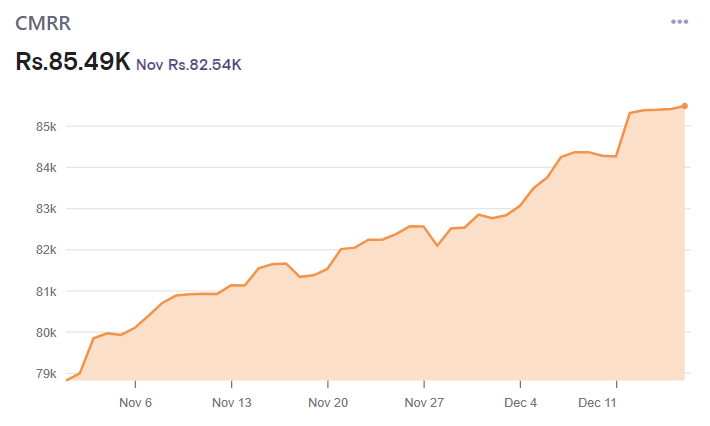 CMRR
Rs.85.49K Nov Rs.82.54K
85k
84k
83k
82k
81k
80k
79k
Nov 6 Nov 13 Nov 20 Nov 27 Dec 4 Dec 11